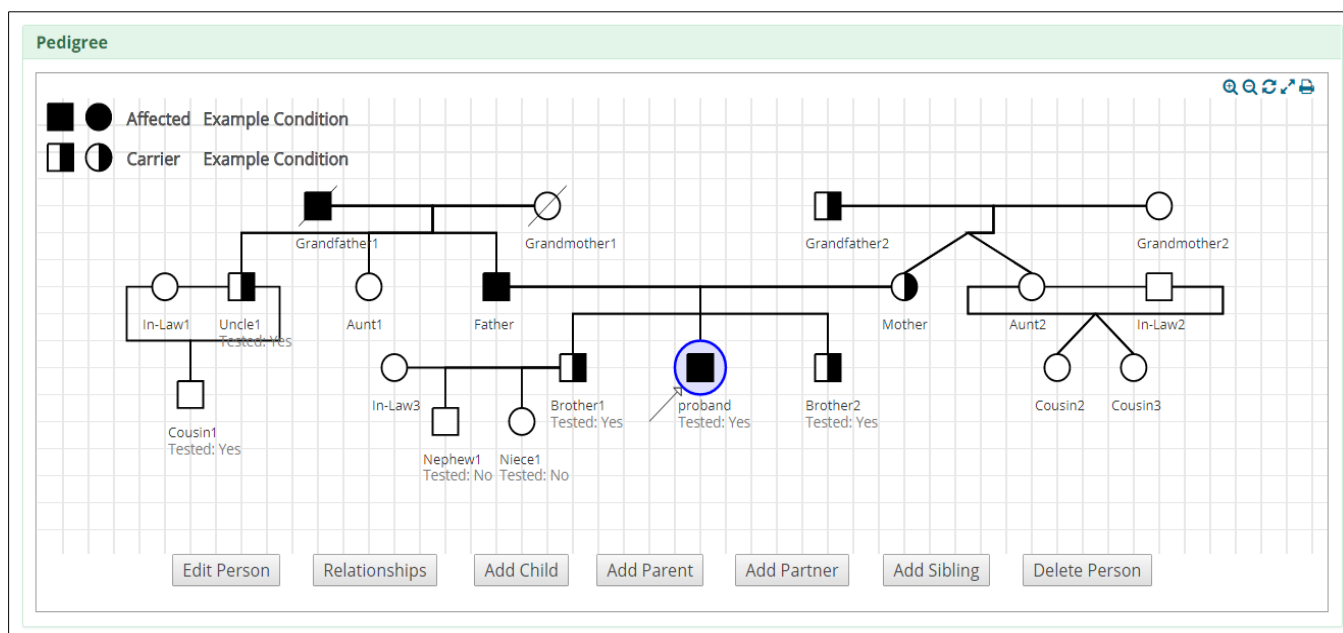 Pedigree
Affected Example Condition
Carrier Example Condition
Grandfather1
Grandmother1
Grandfather2
Grandmother2
In-Law1
Uncle1
Tested: Yes
Aunt1
Father
Mother
Aunt2
In-Law2
In-Law3
Brother1
Tested: Yes
proband
Tested: Yes
Brother2
Tested: Yes
Cousin2
Cousin3
Cousin1
Tested: Yes
Nephew1
Tested: No
Niece1
Tested: No
Edit Person
Relationships
Add Child
Add Parent
Add Partner
Add Sibling
Delete Person